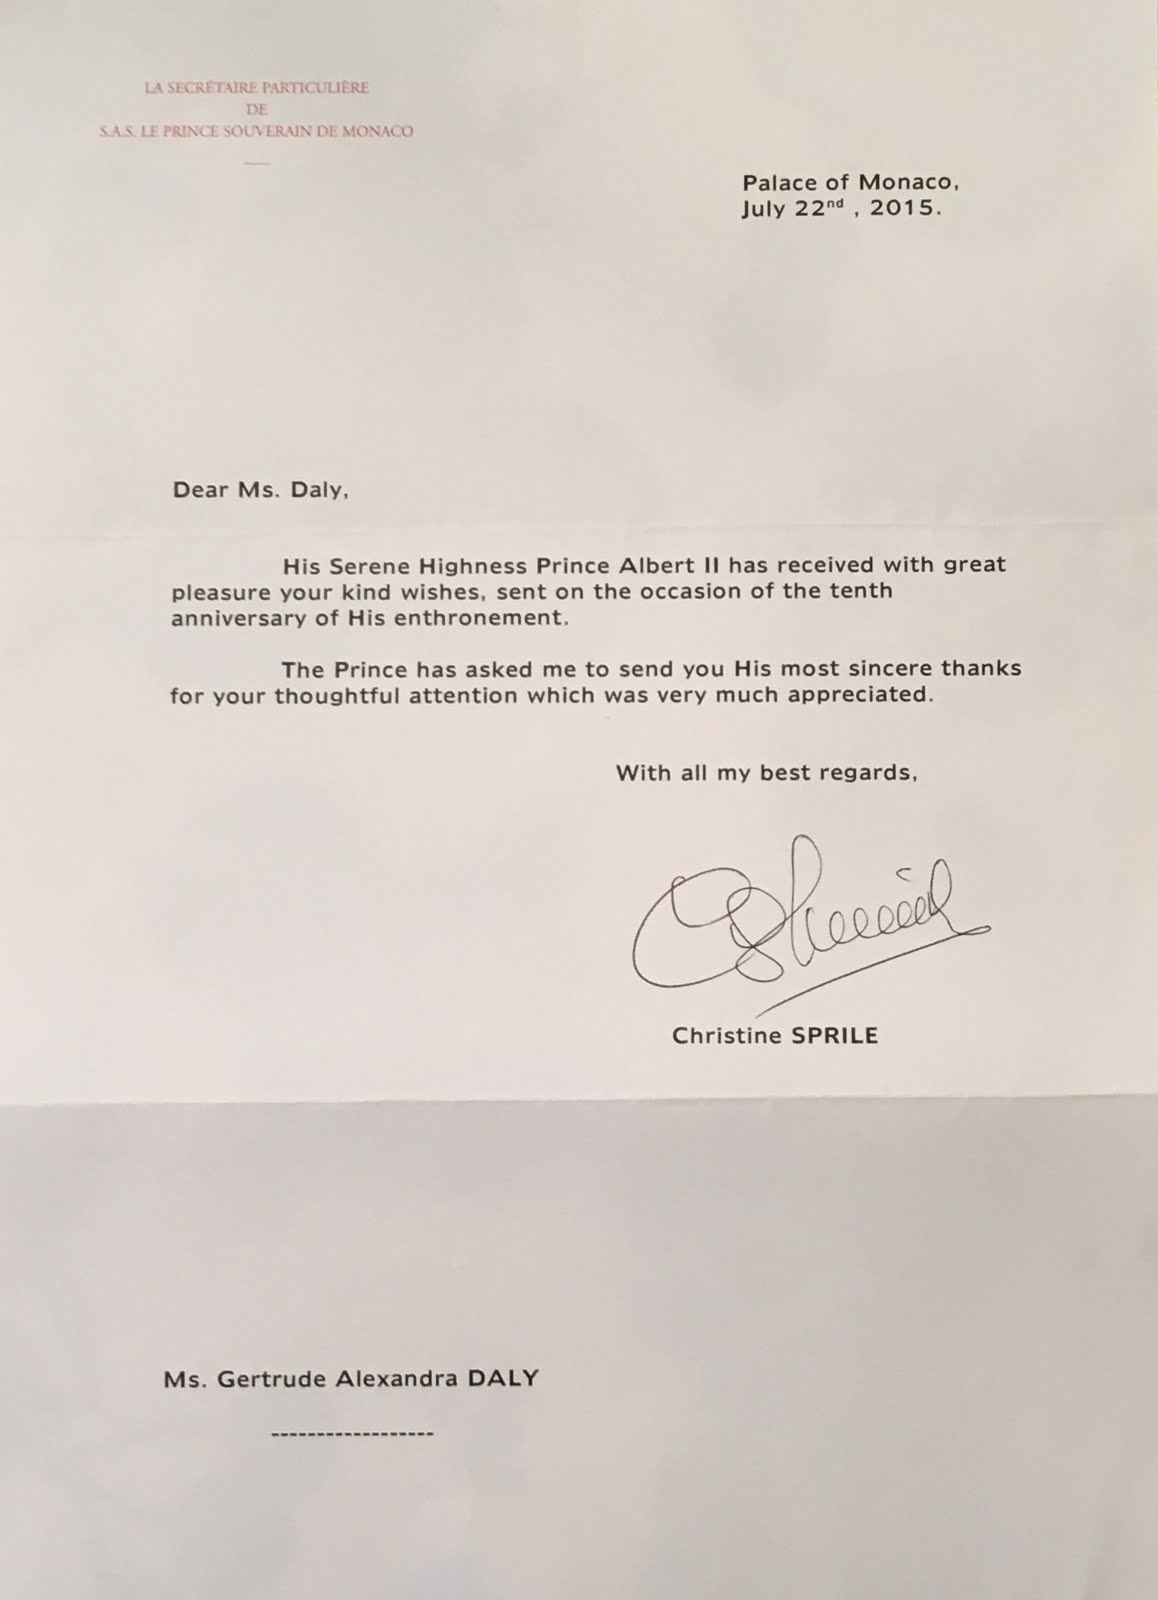 LA SECRÉTAIRE PARTICULIÈRE
DE
S.A.S. LE PRINCE SOUVERAIN DE MONACO
Palace of Monaco,
July 22nd , 2015.
Dear Ms. Daly,
His Serene Highness Prince Albert II has received with great
pleasure your kind wishes, sent on the occasion of the tenth
anniversary of His enthronement.
The Prince has asked me to send you His most sincere thanks
for your thoughtful attention which was very much appreciated.
With all my best regards,
Christine SPRILE
Ms. Gertrude Alexandra DALY
------------------